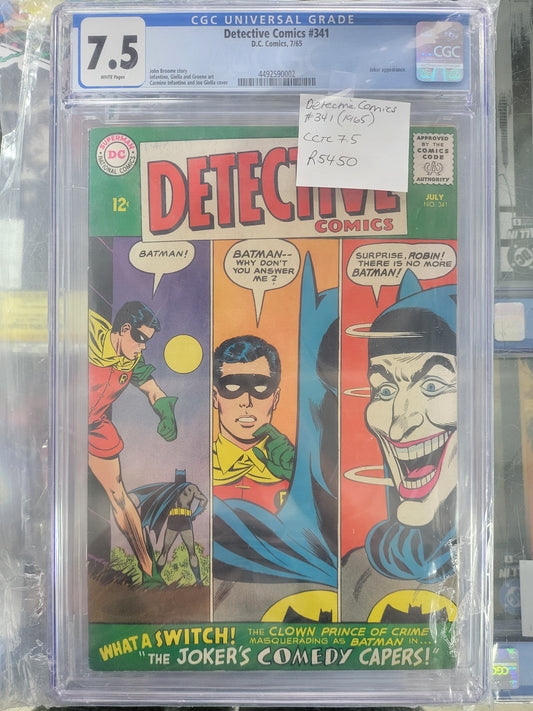 CGC UNIVERSAL GRADE
7.5
WHITE Pages
Detective Comics #341
D.C. Comics, 7/65
John Broome story
Infantino, Giella and Greene art
Carmine Infantino and Joe Giella cover
4492590002
Joker appearance.
CGC
Detective Comics
#341 (1965)
CGC 7.5
R5450
SUPERMAN
DC
NATIONAL COMICS
12¢
DETECTIVE
COMICS
APPROVED
BY THE
COMICS
CODE
AUTHORITY
JULY
NO. 341
BATMAN!
BATMAN--
WHY DON'T
YOU ANSWER
ME?
SURPRISE, ROBIN!
THERE IS NO MORE
BATMAN!
R
WHAT A SWITCH! THE CLOWN PRINCE OF CRIME
MASQUERADING AS BATMAN IN....
"THE JOKER'S COMEDY CAPERS!"